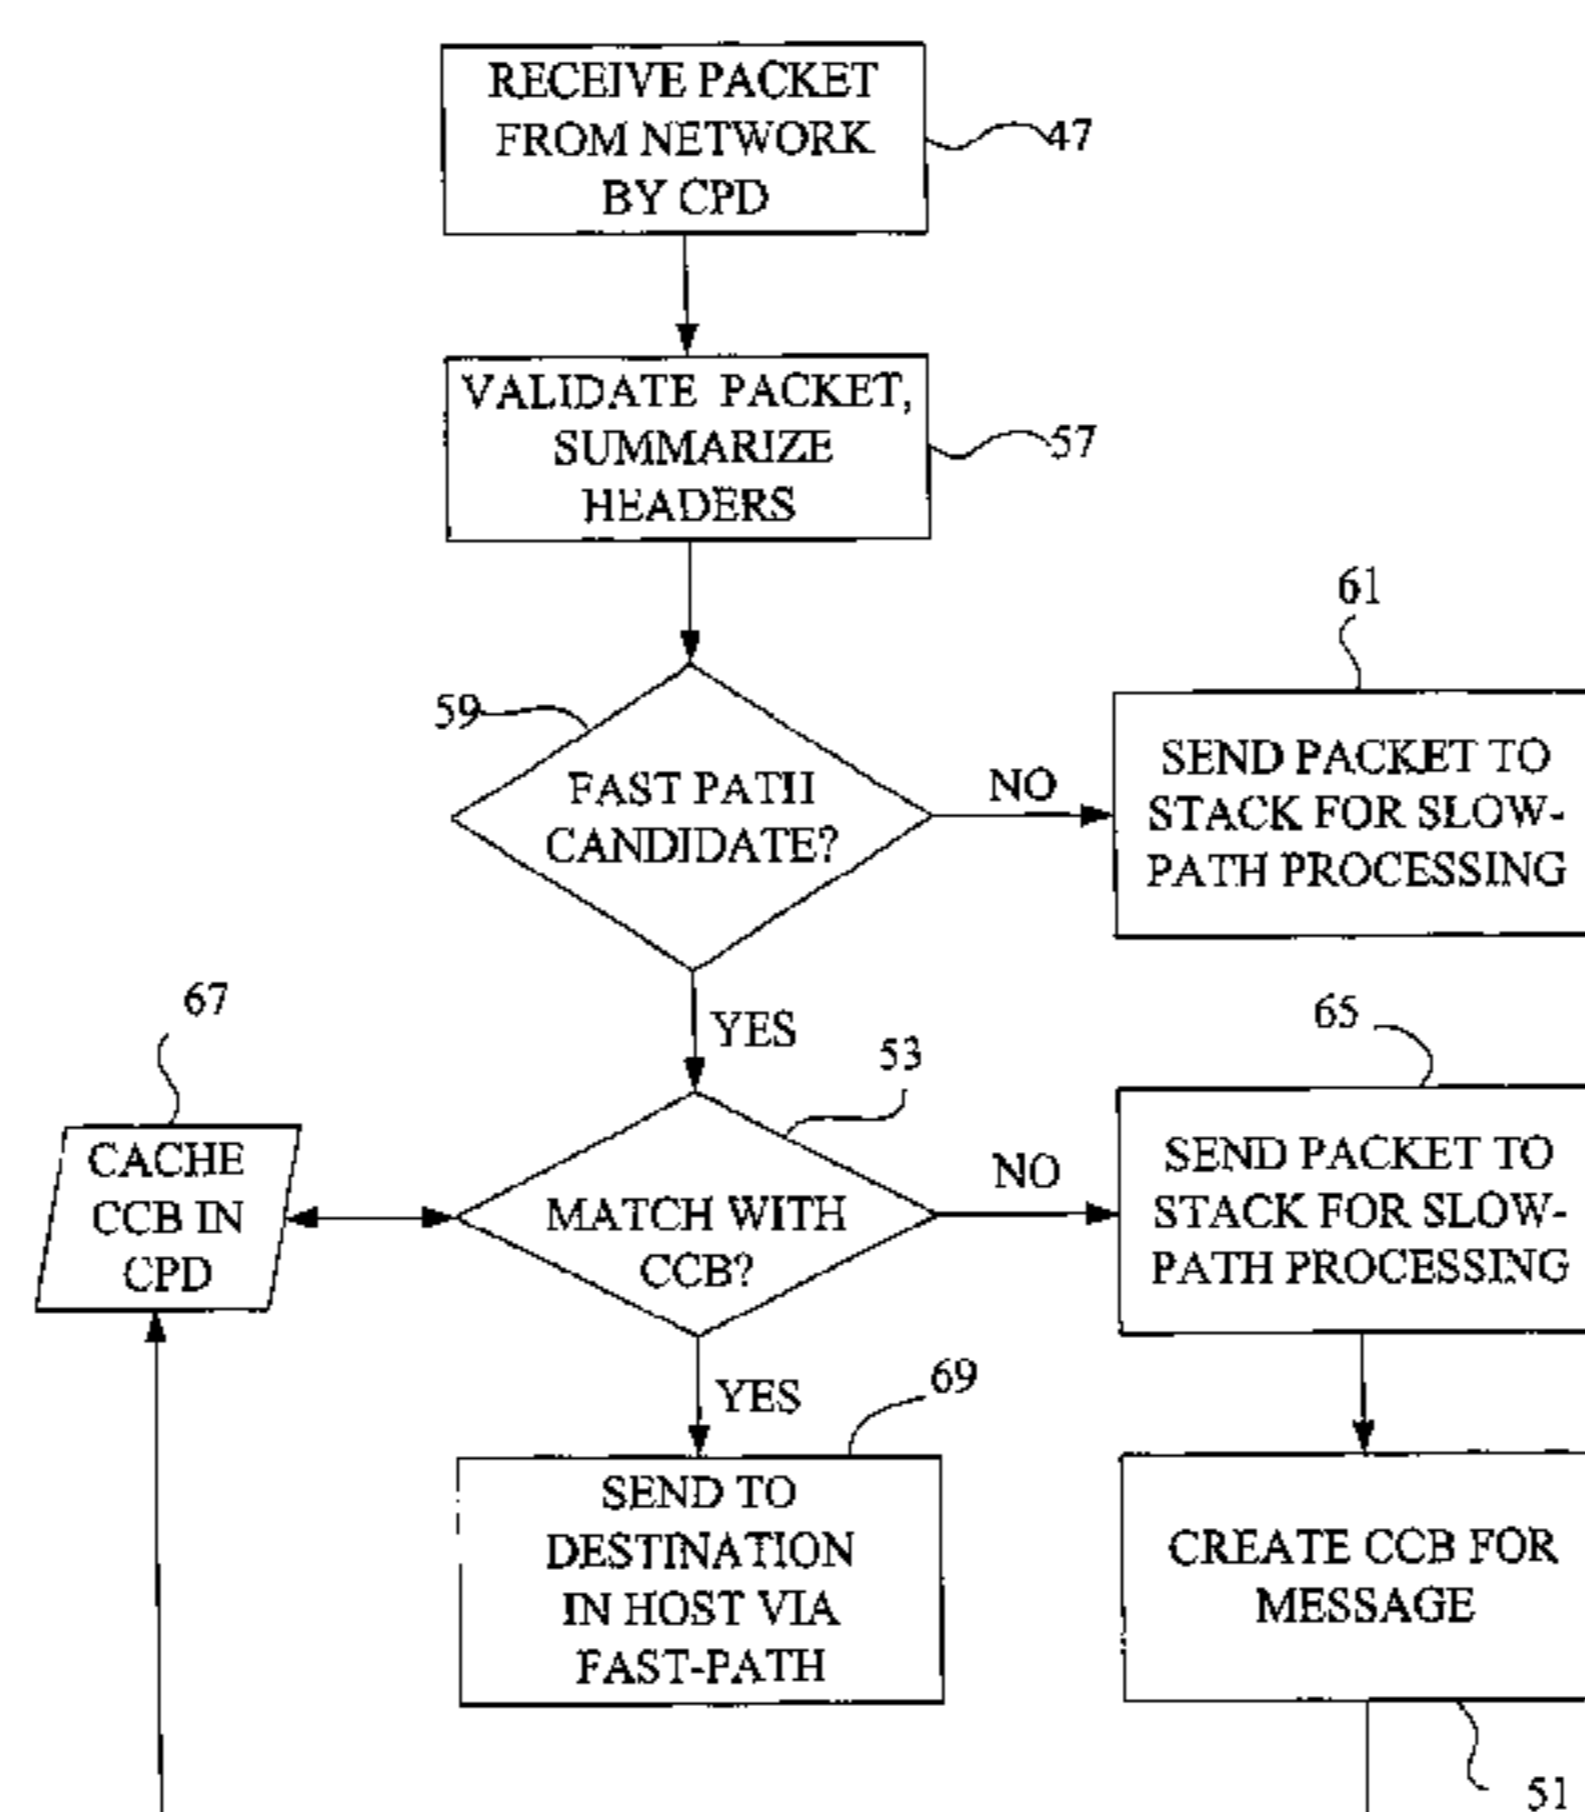 RECEIVE PACKET
FROM NETWORK
BY CPD
47
VALIDATE PACKET,
SUMMARIZE
HEADERS
57
59
FAST PATH
CANDIDATE?
NO
61
SEND PACKET TO
STACK FOR SLOW-
PATH PROCESSING
YES
67
CACHE
CCB IN
CPD
53
MATCH WITH
CCB?
NO
65
SEND PACKET TO
STACK FOR SLOW-
PATH PROCESSING
YES
69
SEND TO
DESTINATION
IN HOST VIA
FAST-PATH
CREATE CCB FOR
MESSAGE
51